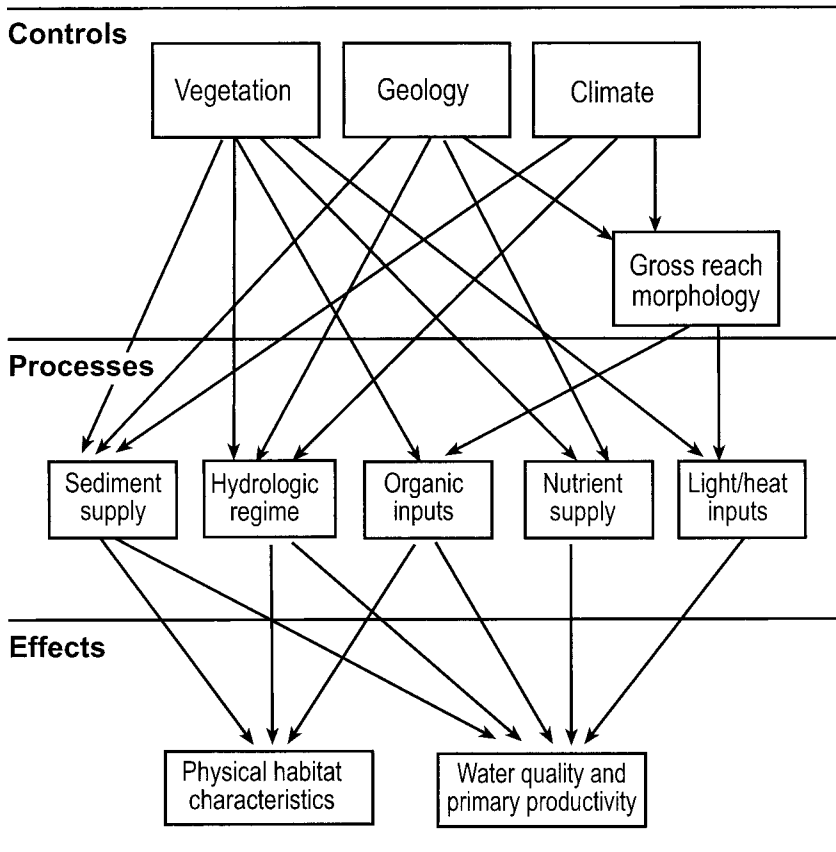 Controls
Vegetation
Geology
Climate
Gross reach
morphology
Processes
Sediment
supply
Hydrologic
regime
Organic
inputs
Nutrient
supply
Light/heat
inputs
Effects
Physical habitat
characteristics
Water quality and
primary productivity